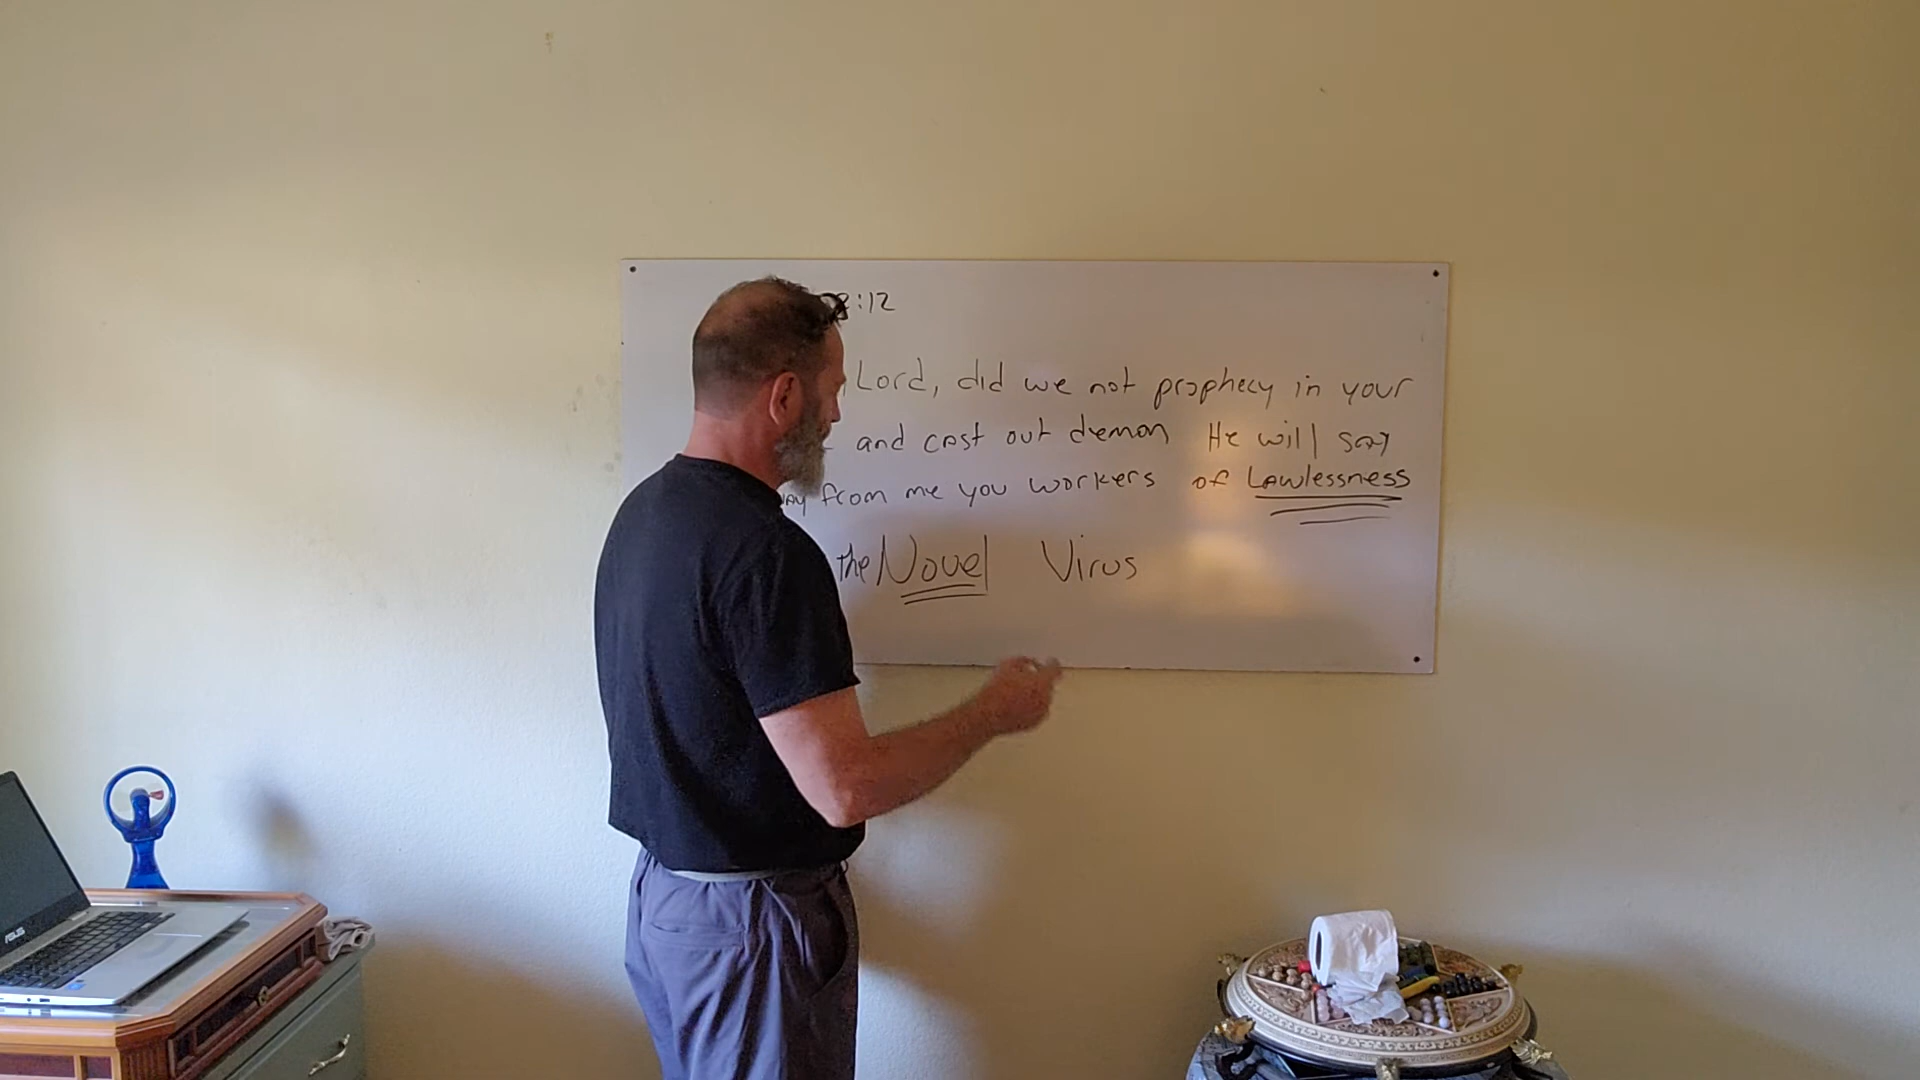 :12
Lord, did we not prophecy in your
and cast out demon He will say
from me you workers of Lawlessness
the Novel Virus
ASUS